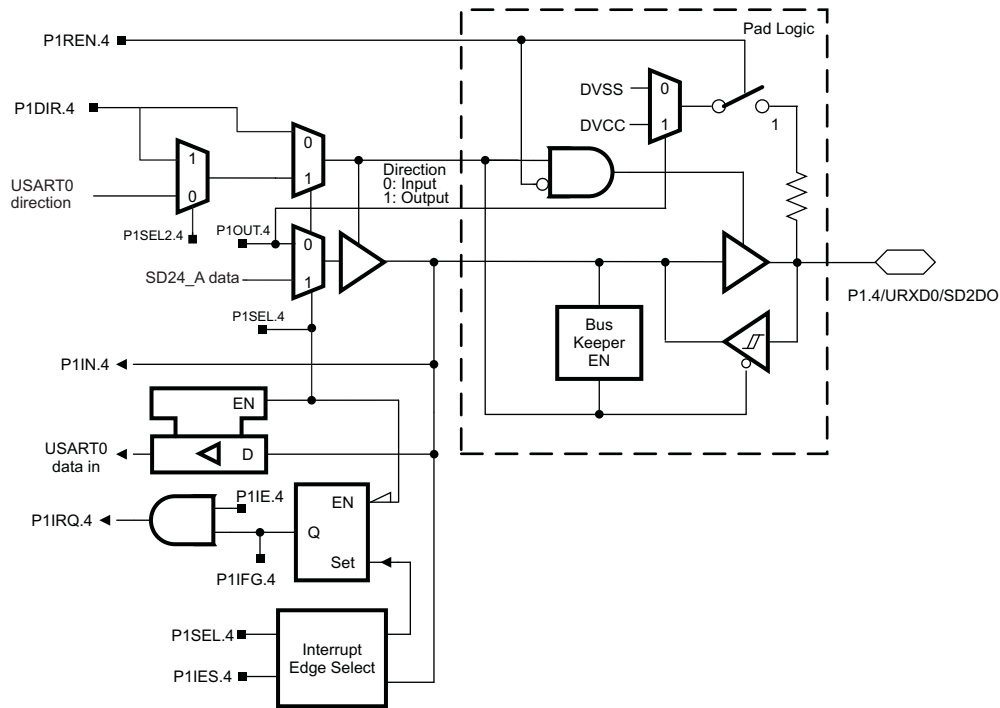 Pad Logic
P1REN.4
DVSS
0
DVCC
1
1
P1DIR.4
0
1
1
0
Direction
0: Input
1: Output
USART0
direction
P1SEL2.4
P1OUT.4
0
SD24_A data
1
P1.4/URXD0/SD2DO
P1SEL.4
Bus
Keeper
EN
P1IN.4
EN
USART0
data in
D
P1IE.4
EN
P1IRQ.4
Q
Set
P1IFG.4
P1SEL.4
Interrupt
Edge Select
P1IES.4